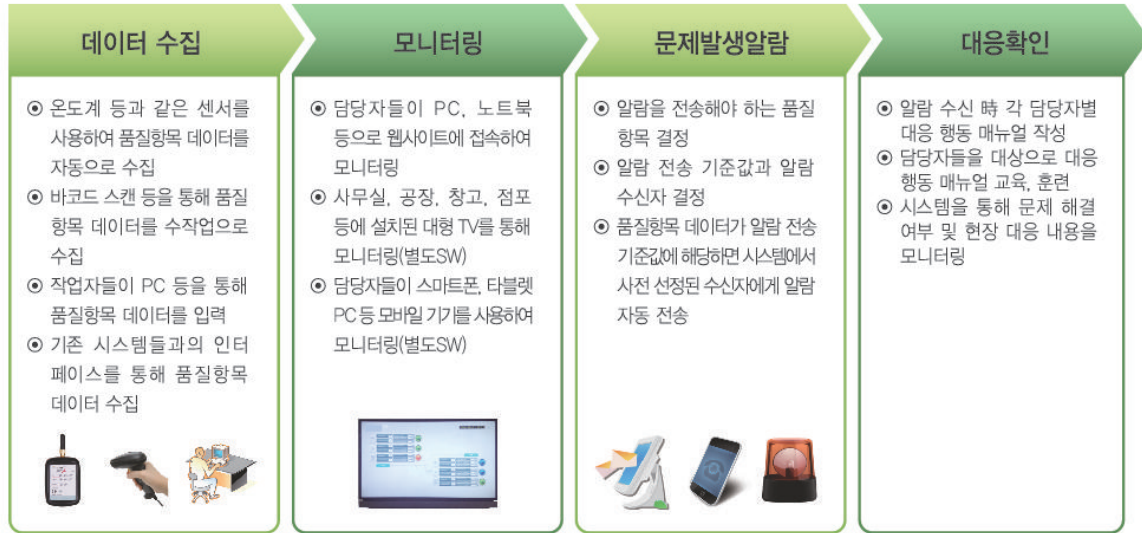 데이터 수집
⊙ 온도계 등과 같은 센서를
사용하여 품질항목 데이터를
자동으로 수집
⊙ 바코드 스캔 등을 통해 품질
항목 데이터를 수작업으로
수집
⊙ 작업자들이 PC 등을 통해
품질항목 데이터를 입력
⊙ 기존 시스템들과의 인터
페이스를 통해 품질항목
데이터 수집
모니터링
⊙ 담당자들이 PC, 노트북
등으로 웹사이트에 접속하여
모니터링
⊙ 사무실, 공장, 창고, 점포
등에 설치된 대형 TV를 통해
모니터링(별도SW)
⊙ 담당자들이 스마트폰, 타블렛
PC 등 모바일 기기를 사용하여
모니터링(별도SW)
문제발생알람
⊙ 알람을 전송해야 하는 품질
항목 결정
⊙ 알람 전송 기준값과 알람
수신자 결정
⊙ 품질항목 데이터가 알람 전송
기준값에 해당하면 시스템에서
사전 선정된 수신자에게 알람
자동 전송
대응확인
⊙ 알람 수신 時 각 담당자별
대응 행동 매뉴얼 작성
⊙ 담당자들을 대상으로 대응
행동 매뉴얼 교육, 훈련
⊙ 시스템을 통해 문제 해결
여부 및 현장 대응 내용을
모니터링